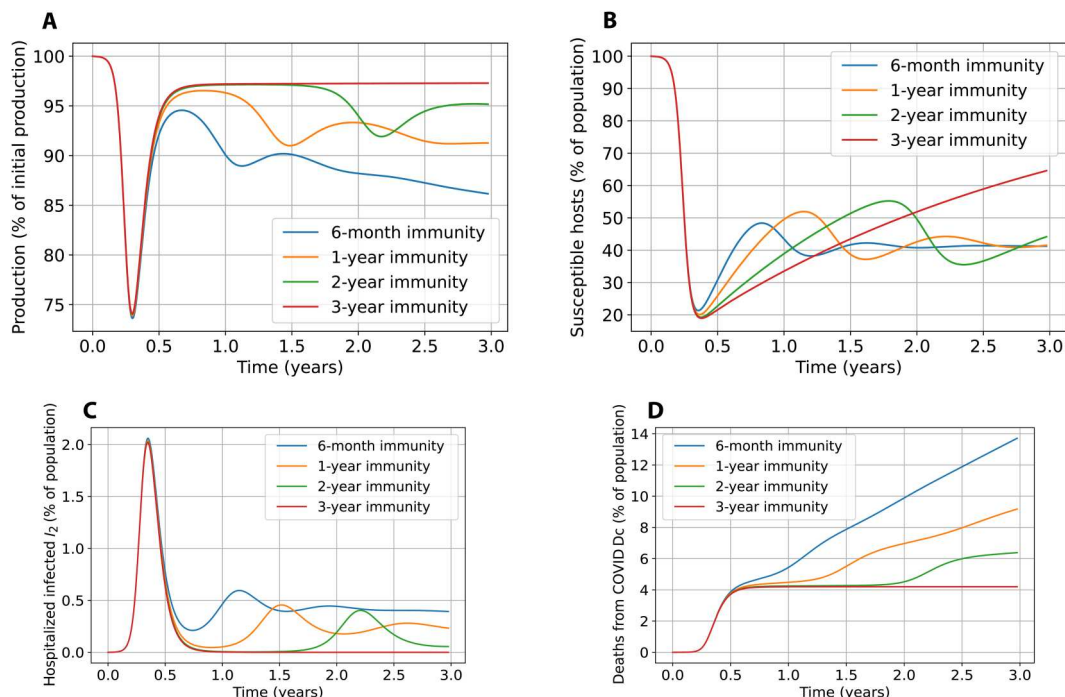 A
Production (% of initial production)
100
95
90
85
80
75
6-month immunity
1-year immunity
2-year immunity
3-year immunity
0.0 0.5 1.0 1.5 2.0 2.5 3.0
Time (years)
B
Susceptible hosts (% of population)
100
90
80
70
60
50
40
30
20
6-month immunity
1-year immunity
2-year immunity
3-year immunity
0.0 0.5 1.0 1.5 2.0 2.5 3.0
Time (years)
C
Hospitalized infected I₂ (% of population)
2.0
1.5
1.0
0.5
0.0
6-month immunity
1-year immunity
2-year immunity
3-year immunity
0.0 0.5 1.0 1.5 2.0 2.5 3.0
Time (years)
D
Deaths from COVID Dc (% of population)
14
12
10
8
6
4
2
0
6-month immunity
1-year immunity
2-year immunity
3-year immunity
0.0 0.5 1.0 1.5 2.0 2.5 3.0
Time (years)